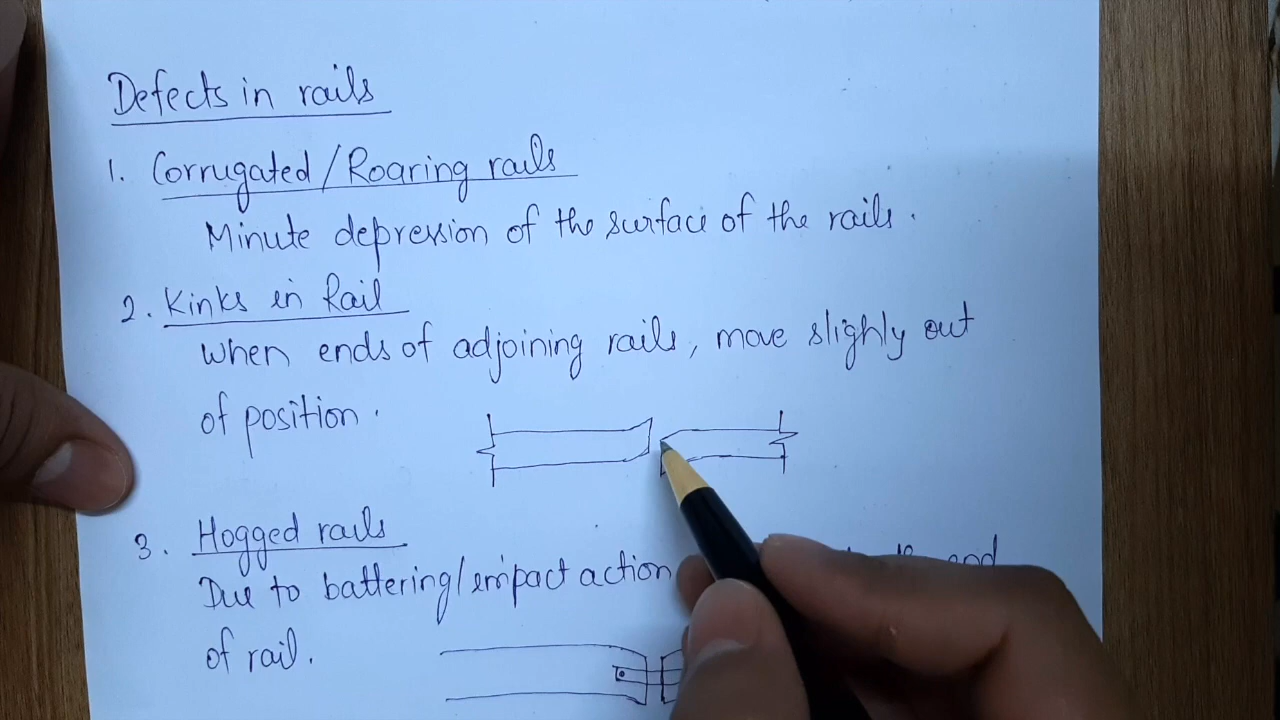 Defects in rails
1. Corrugated / Roaring rails
Minute depression of the surface of the rails.
2. Kinks in Rail
When ends of adjoining rails, move slighly out
of position.
3. Hogged rails
Due to battering/impact action
of rail.